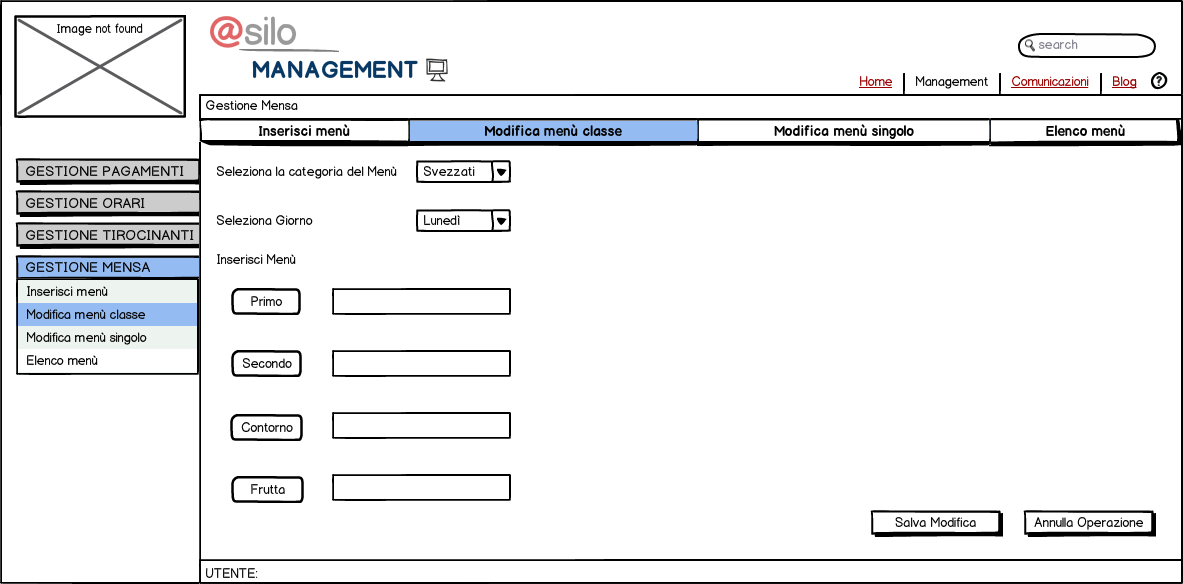 Image not found
@silo
MANAGEMENT
search
Home
Management
Comunicazioni
Blog
?
Gestione Mensa
Inserisci menù
Modifica menù classe
Modifica menù singolo
Elenco menù
GESTIONE PAGAMENTI
GESTIONE ORARI
GESTIONE TIROCINANTI
GESTIONE MENSA
Inserisci menù
Modifica menù classe
Modifica menù singolo
Elenco menù
Seleziona la categoria del Menù
Svezzati
Seleziona Giorno
Lunedì
Inserisci Menù
Primo
Secondo
Contorno
Frutta
Salva Modifica
Annulla Operazione
UTENTE: